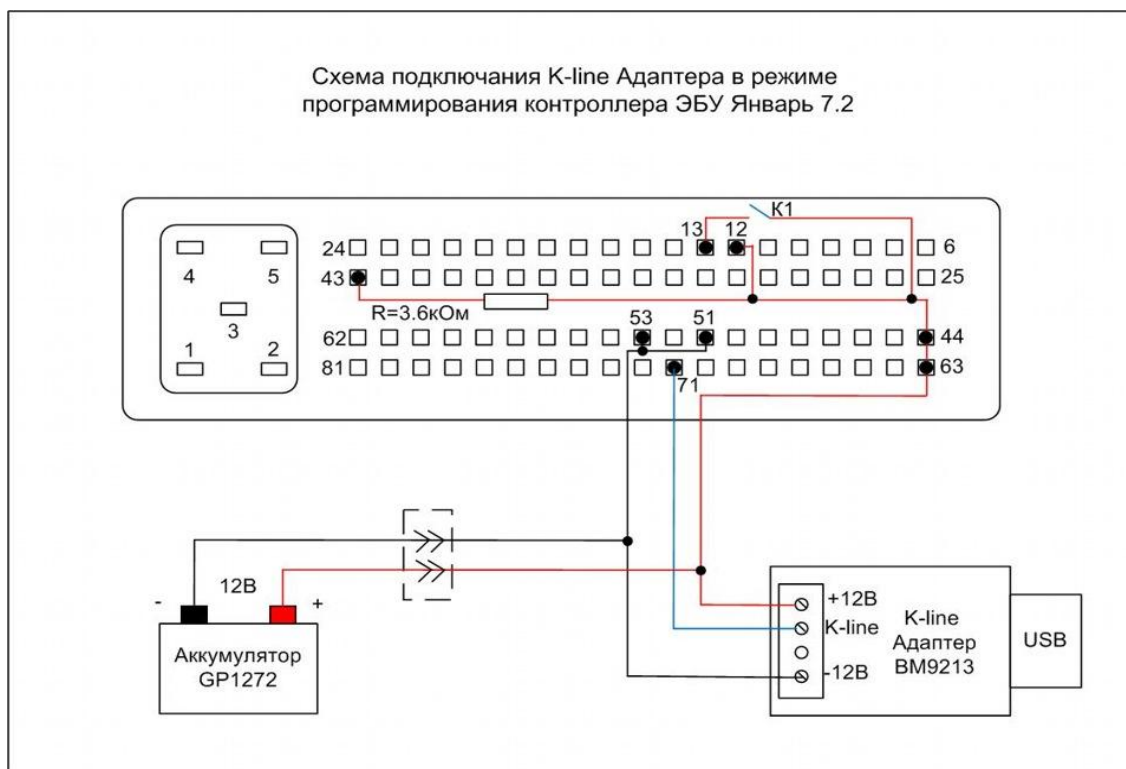 Схема подключания K-line Адаптера в режиме
программирования контроллера ЭБУ Январь 7.2
К1
13 12
24 6
4 5
43 25
3
R=3.6кОм
53 51
62 44
1 2
81 63
71
12В
- +
Аккумулятор
GP1272
+12В
K-line
-12В
K-line
Адаптер
BM9213
USB